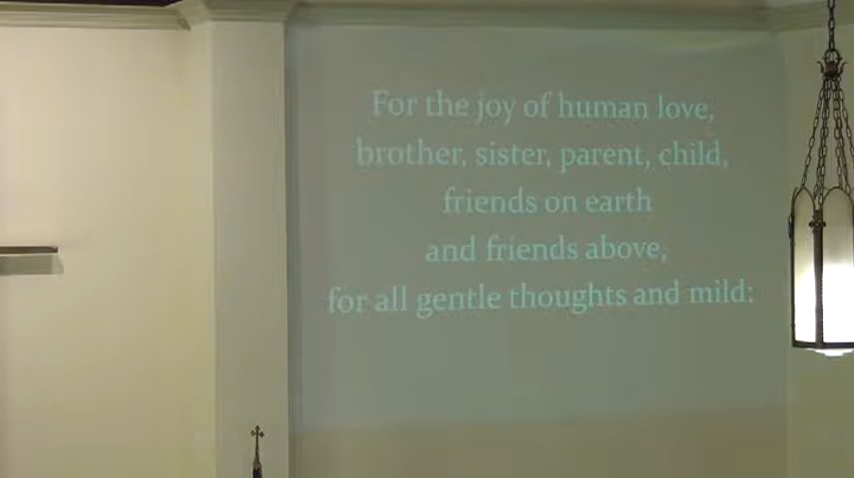 For the joy of human love,
brother, sister, parent, child,
friends on earth
and friends above,
for all gentle thoughts and mild: